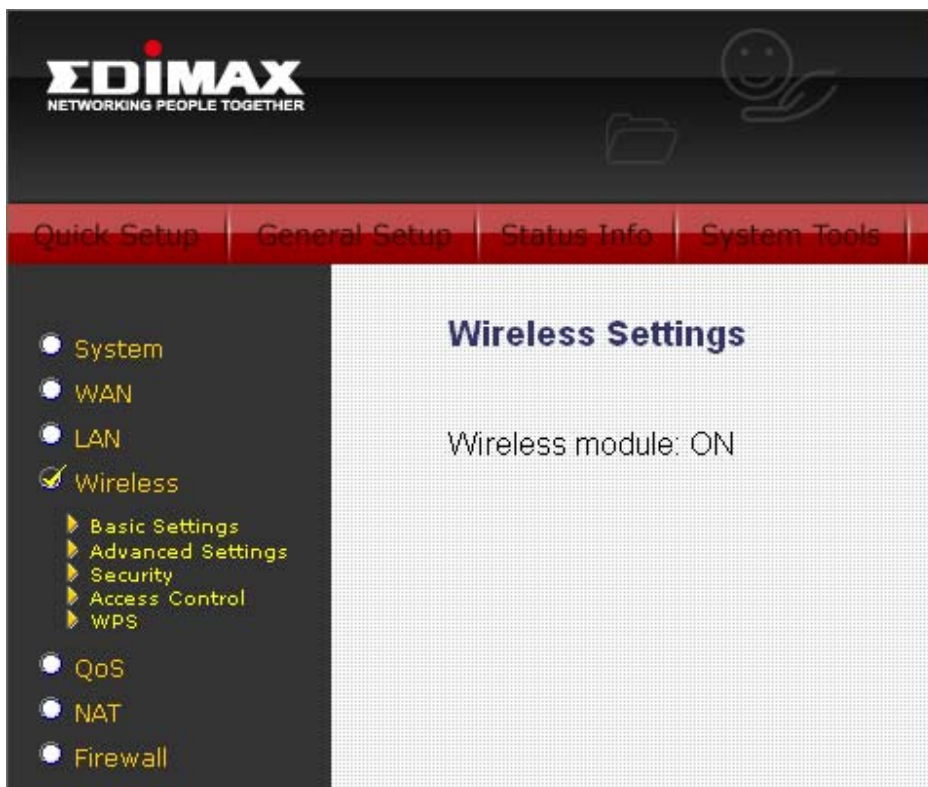 EDIMAX
NETWORKING PEOPLE TOGETHER
Quick Setup General Setup Status Info System Tools
System
WAN
LAN
Wireless
Basic Settings
Advanced Settings
Security
Access Control
WPS
QoS
NAT
Firewall
Wireless Settings
Wireless module: ON